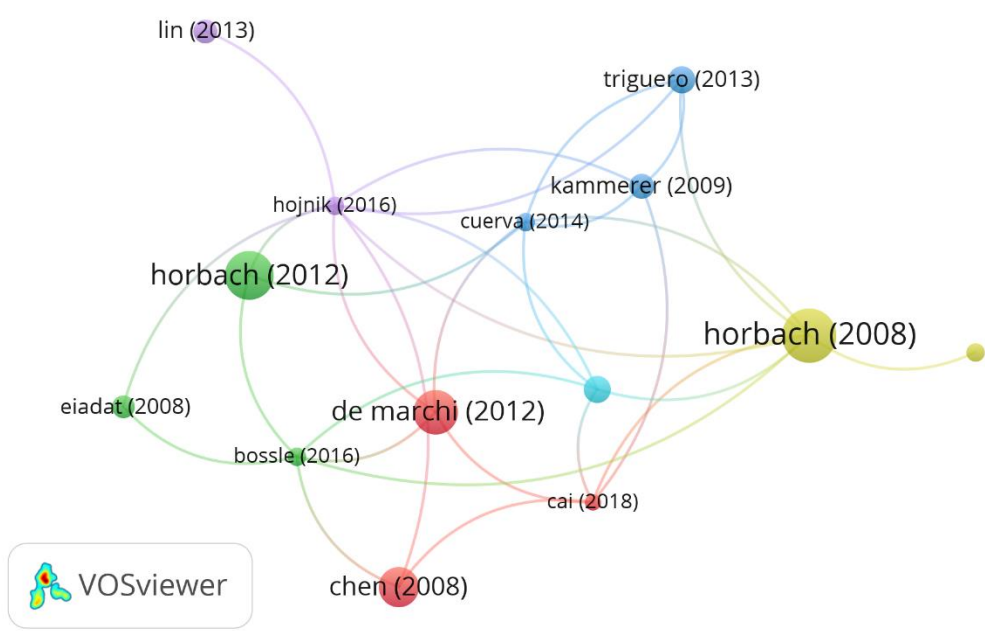 lin (2013)
triguero (2013)
kammerer (2009)
hojnik (2016)
cuerva (2014)
horbach (2012)
horbach (2008)
eiadat (2008)
de marchi (2012)
bossle (2016)
cai (2018)
chen (2008)
VOSviewer